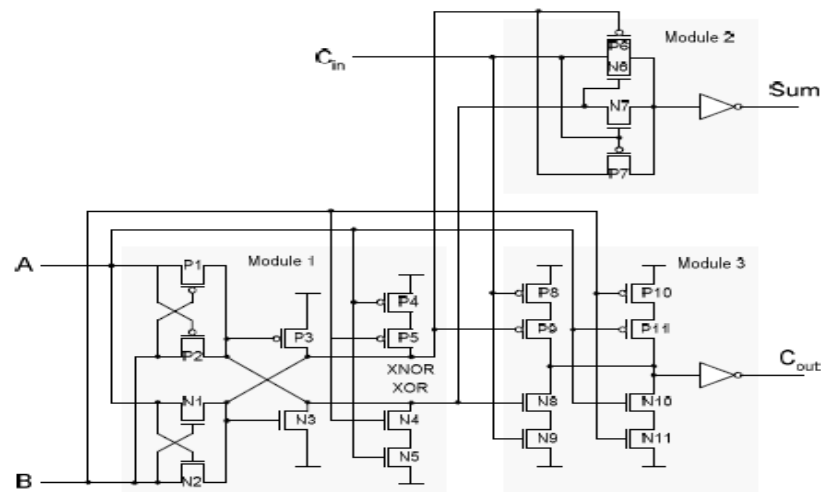 Module 2
P6
N6
Cin
Sum
N7
P7
A
P1
Module 1
Module 3
P4
P8
P10
P3
P5
P9
P11
P2
XNOR
XOR
Cout
N1
N3
N4
N8
N10
N5
N9
N11
B
N2